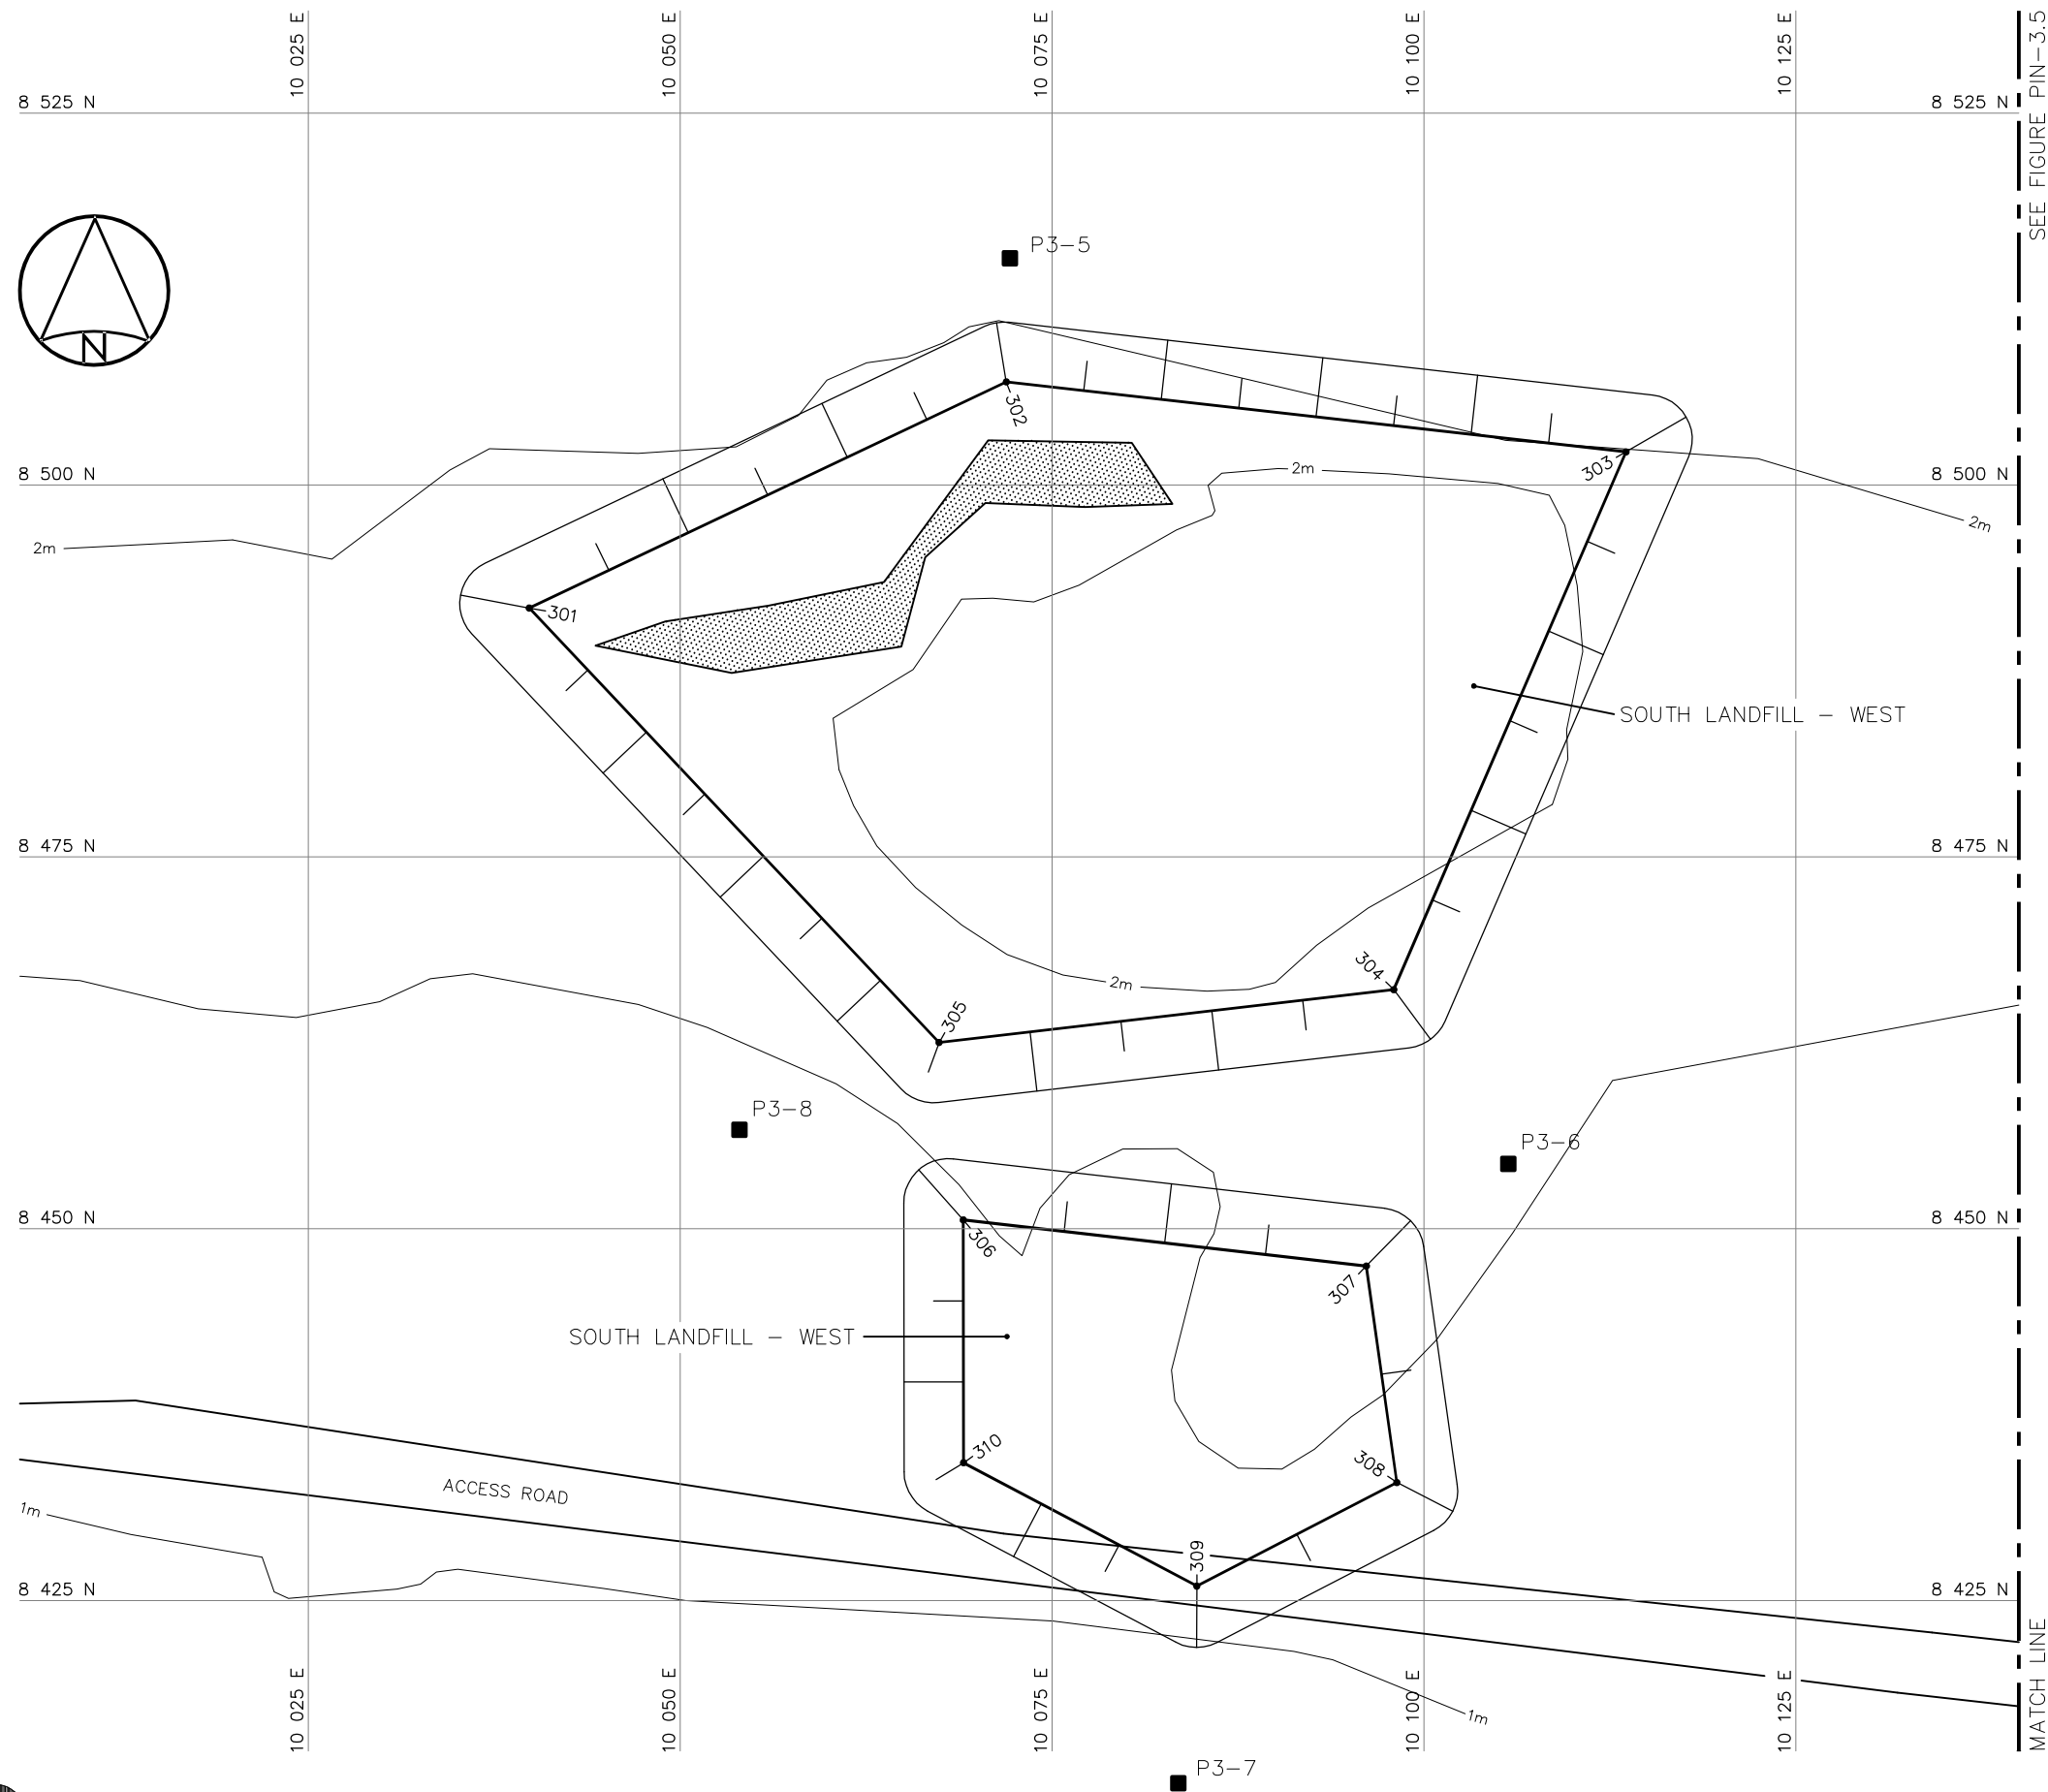 10 025 E
10 050 E
10 075 E
10 100 E
10 125 E
SEE FIGURE PIN-3.5
8 525 N
8 525 N
N
P3-5
302
303
8 500 N
2m
2m
2m
301
SOUTH LANDFILL - WEST
8 475 N
8 475 N
304
2m
305
P3-8
P3-6
8 450 N
8 450 N
306
307
SOUTH LANDFILL - WEST
310
308
ACCESS ROAD
1m
309
8 425 N
8 425 N
10 025 E
10 050 E
10 075 E
10 100 E
10 125 E
1m
MATCH LINE
P3-7